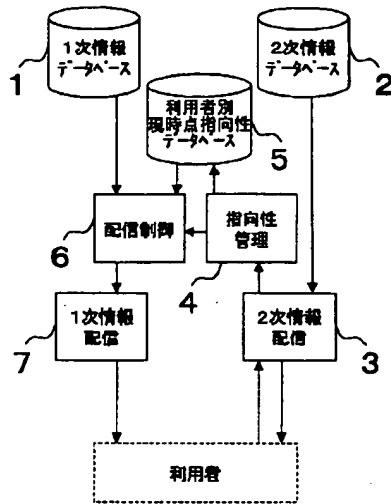 1次情報
データベース
1
2次情報
データベース
2
利用者別
現時点指向性
データベース
5
配信制御
6
指向性
管理
4
1次情報
配信
7
2次情報
配信
3
利用者